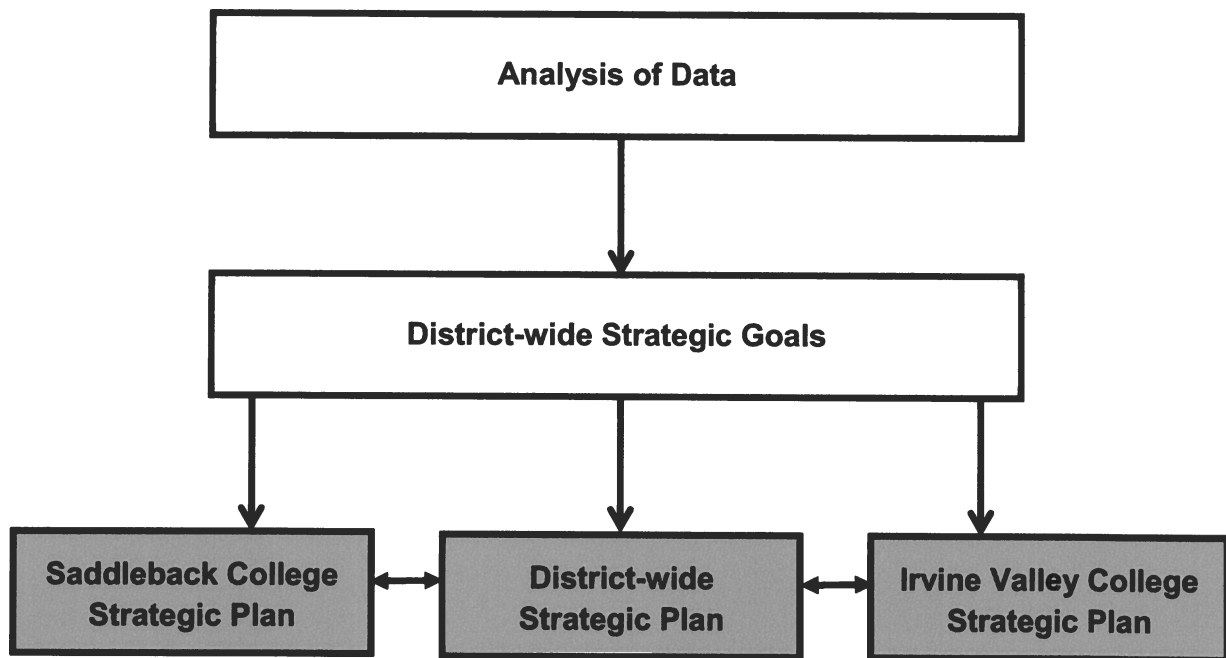 Analysis of Data
District-wide Strategic Goals
Saddleback College
Strategic Plan
District-wide
Strategic Plan
Irvine Valley College
Strategic Plan